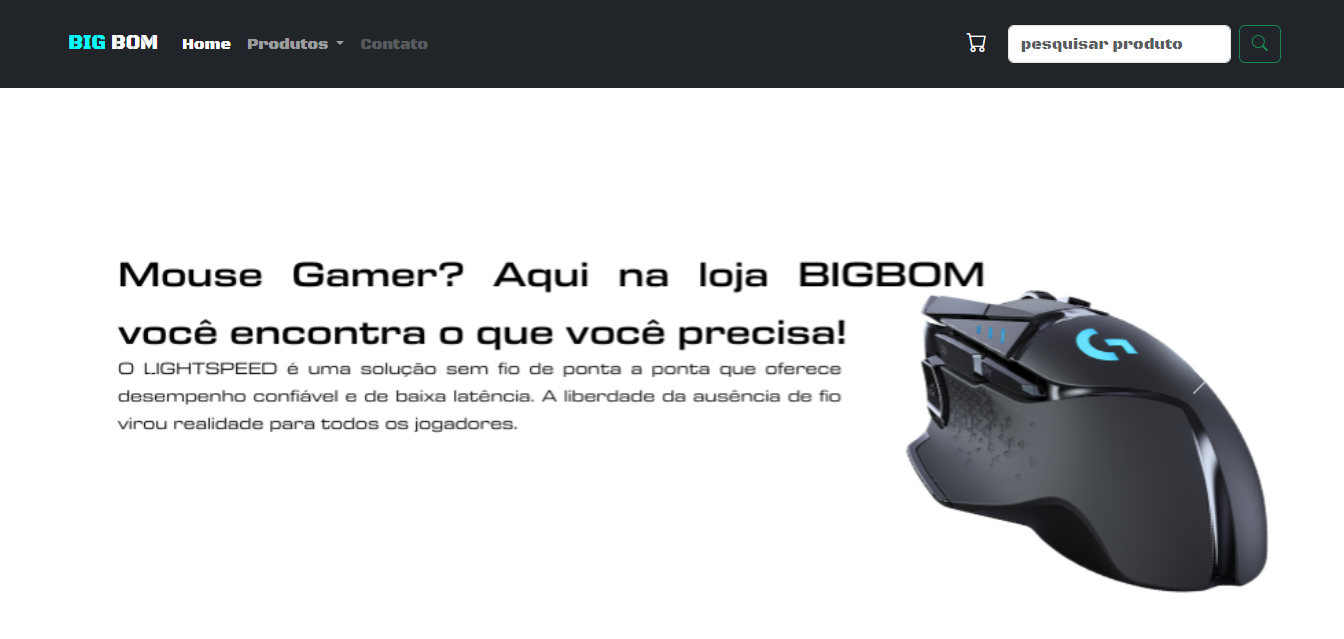 BIG BOM Home Produtos Contato pesquisar produto
Mouse Gamer? Aqui na loja BIGBOM
você encontra o que você precisa!
O LIGHTSPEED é uma solução sem fio de ponta a ponta que oferece
desempenho confiável e de baixa latência. A liberdade da ausência de fio
virou realidade para todos os jogadores.